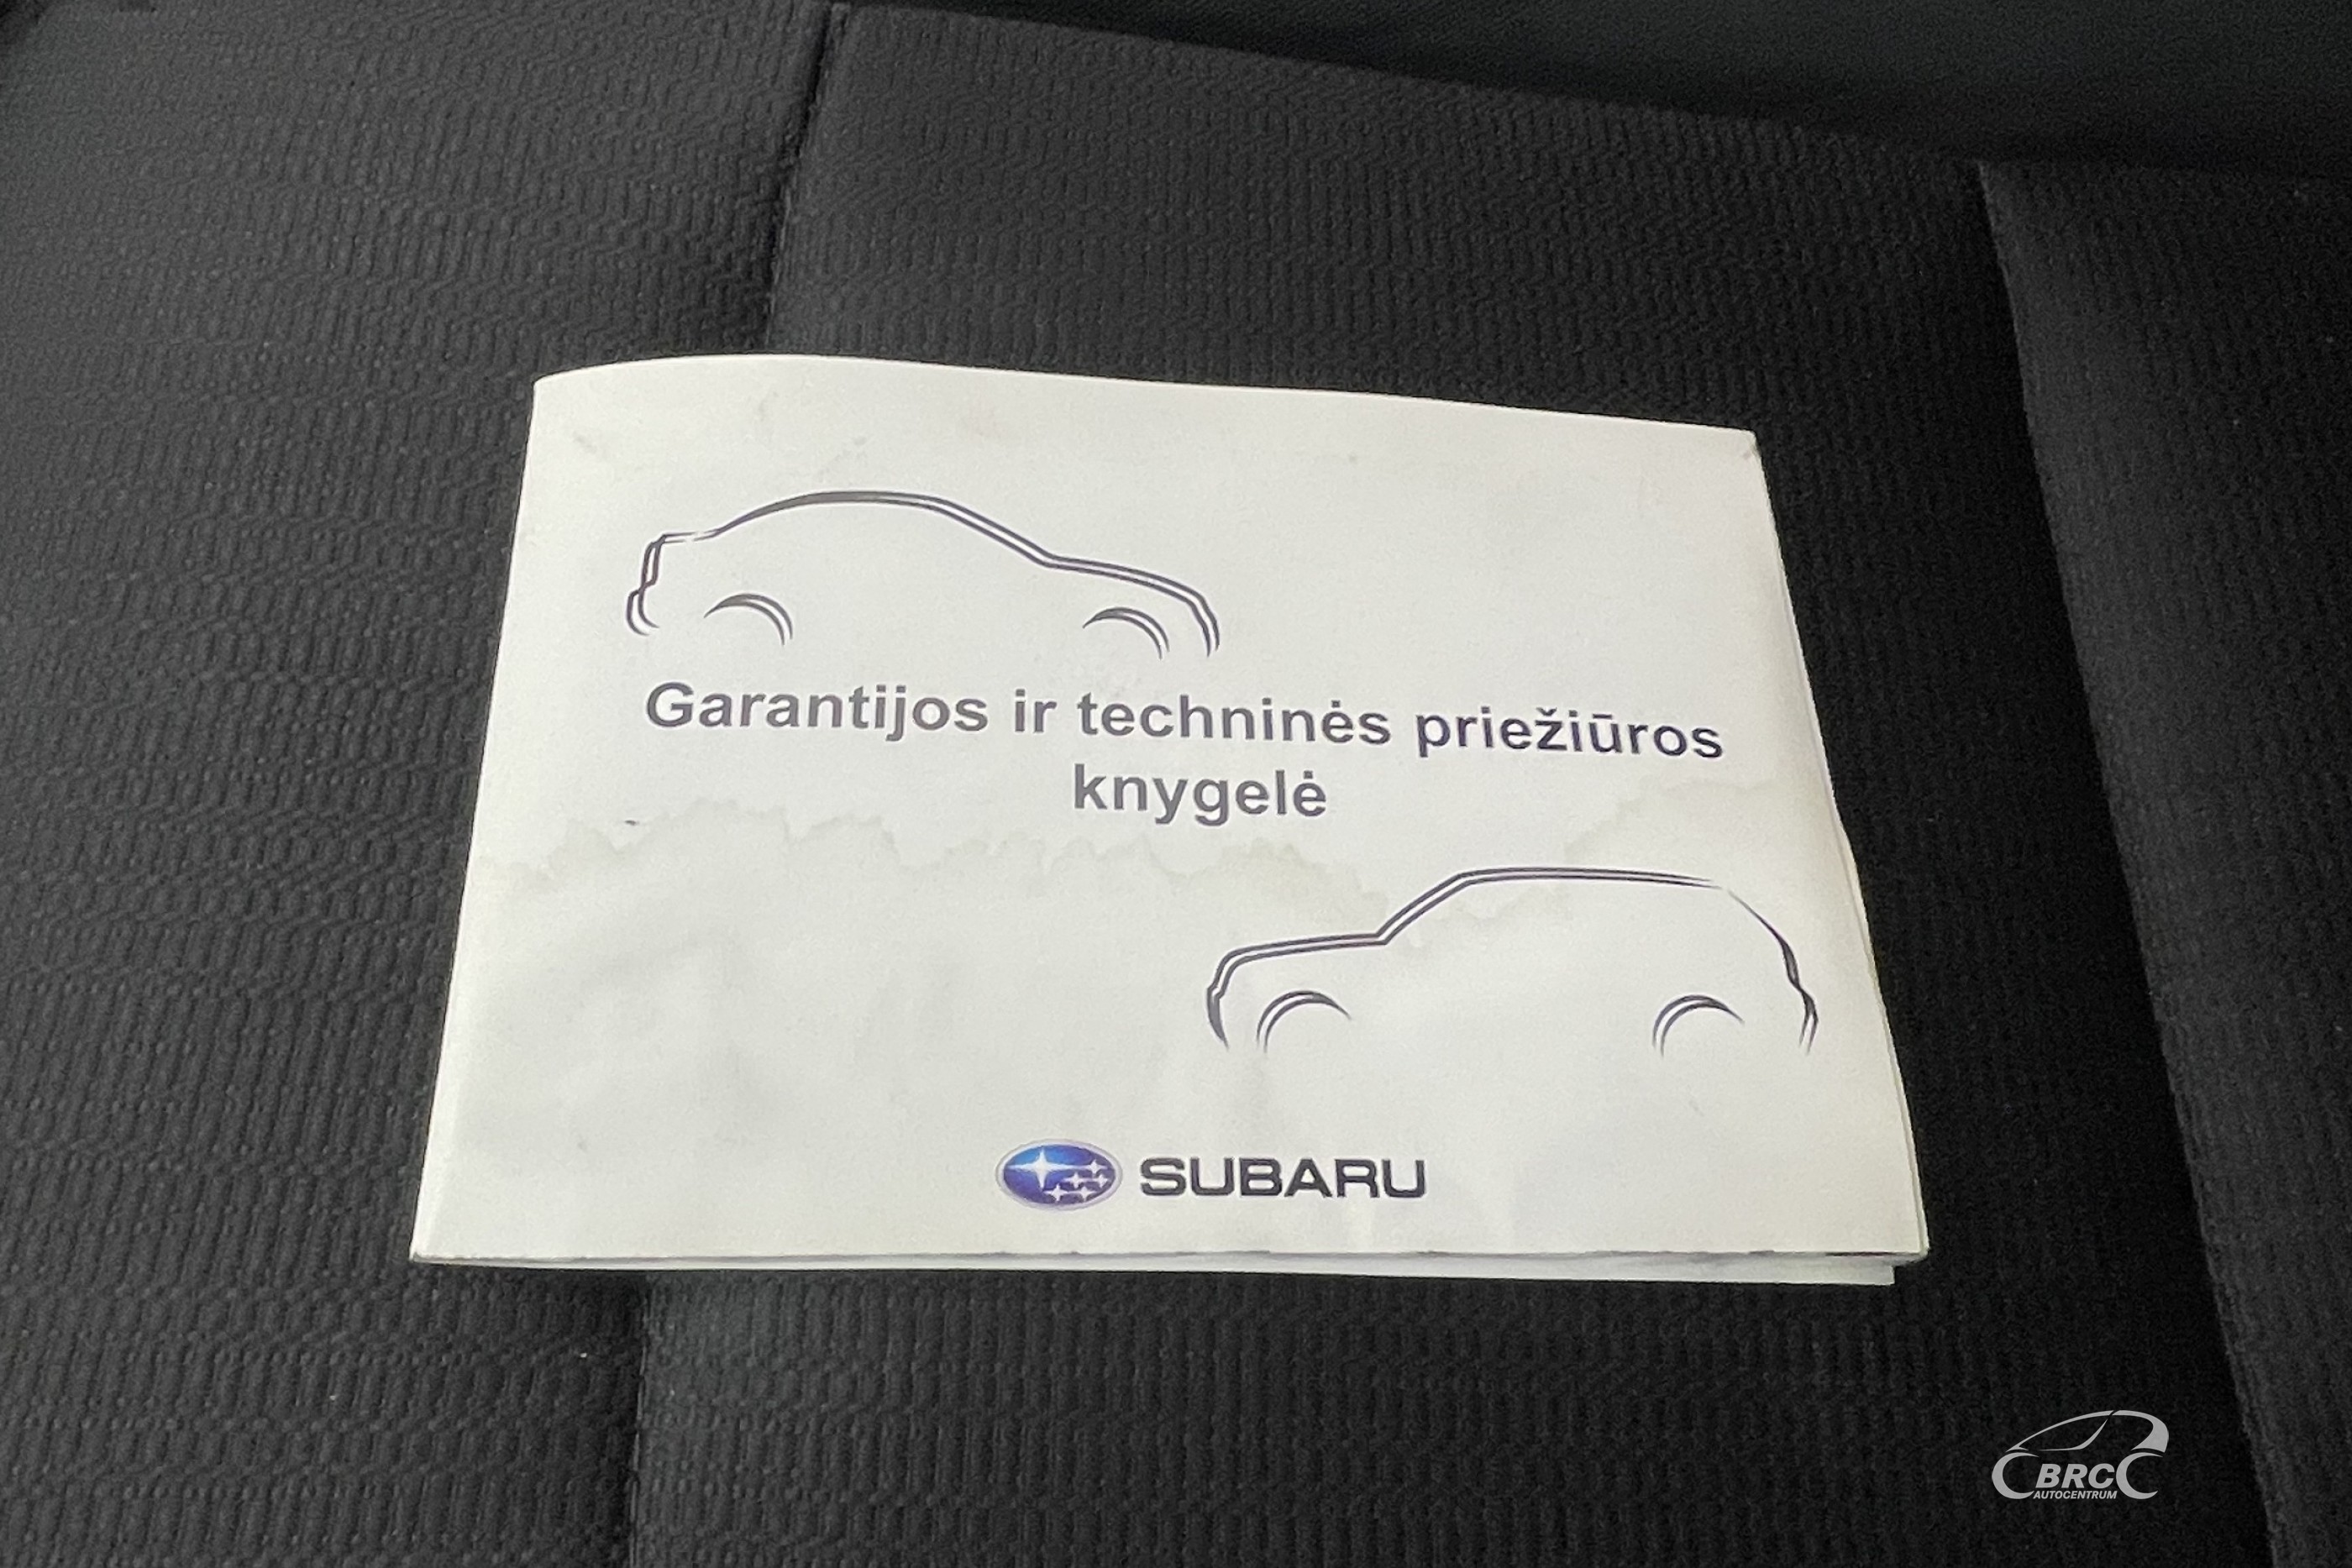 Garantijos ir techninės priežiūros
knygelė
SUBARU
BRC
AUTOCENTRUM